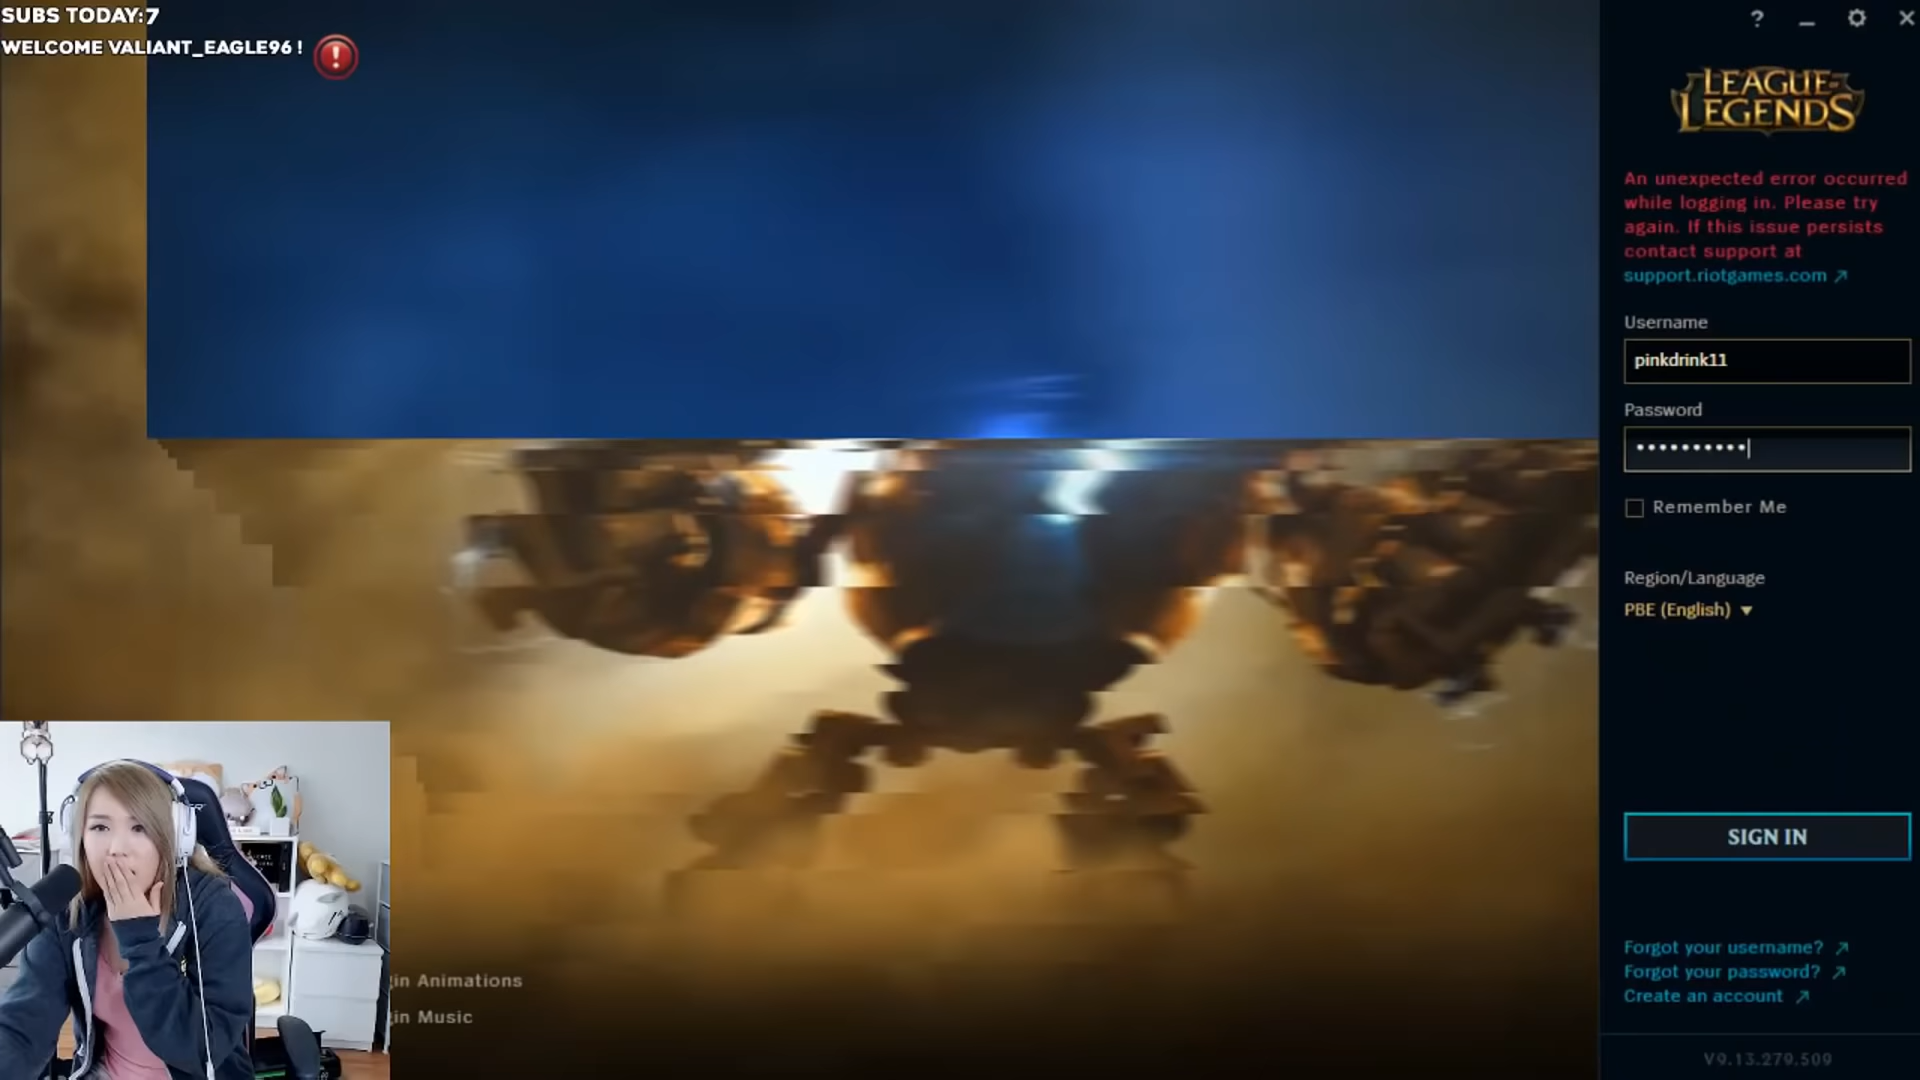 SUBS TODAY:7
WELCOME VALIANT_EAGLE96 !
!
?
LEAGUE OF
LEGENDS
An unexpected error occurred
while logging in. Please try
again. If this issue persists
contact support at
support.riotgames.com
Username
pinkdrink11
Password
••••••••••
Remember Me
Region/Language
PBE (English)
SIGN IN
in Animations
in Music
Forgot your username?
Forgot your password?
Create an account
V9.13.279.509